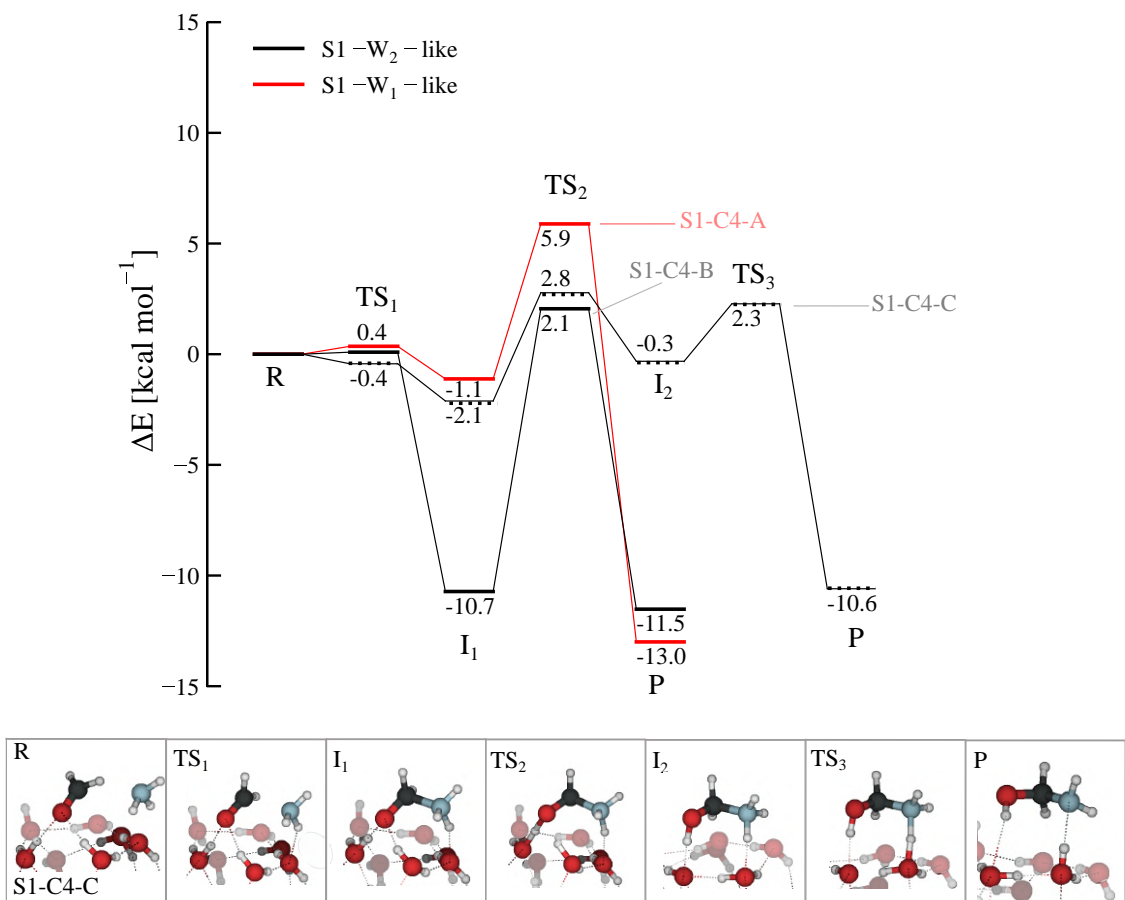 15
S1 −W₂ − like
S1 −W₁ − like
10
TS₂
5
5.9
S1-C4-A
S1-C4-B
TS₃
2.8
TS₁
2.1
2.3
S1-C4-C
0.4
-0.3
0
R
-0.4
I₂
-1.1
-2.1
ΔE [kcal mol⁻¹]
−5
−10
-10.7
-10.6
-11.5
I₁
P
-13.0
P
−15
R
TS₁
I₁
TS₂
I₂
TS₃
P
S1-C4-C